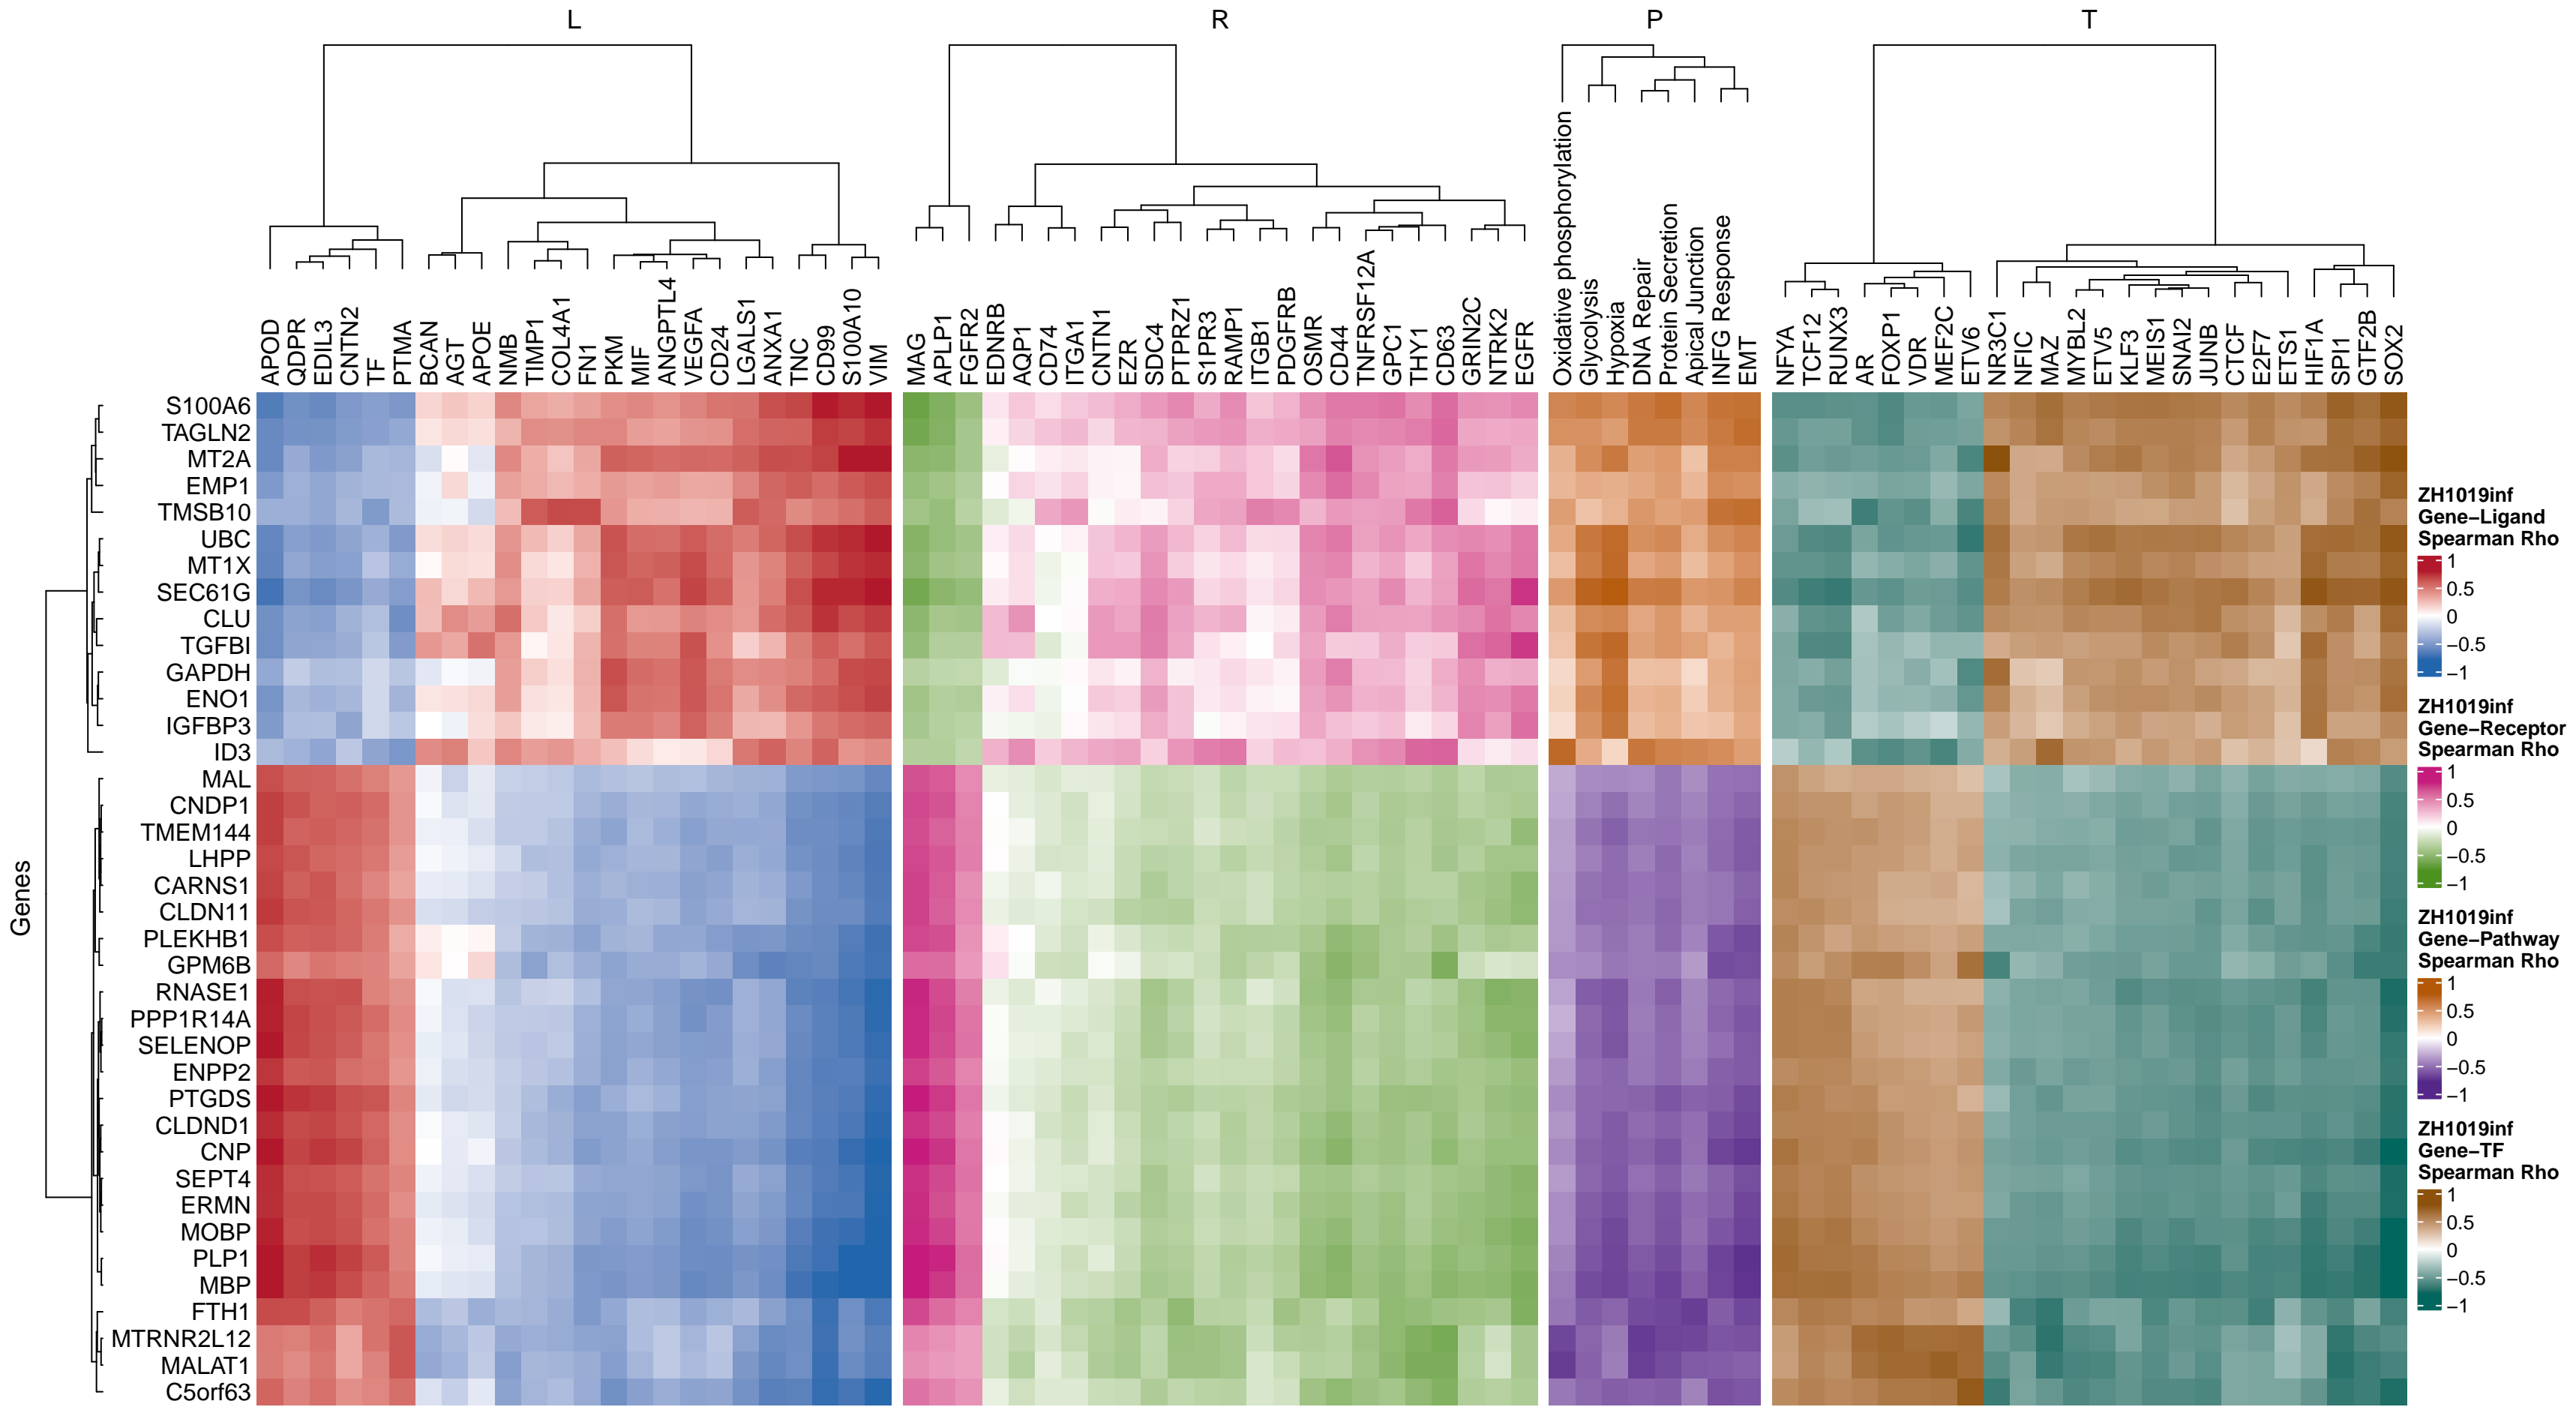 L
R
P
T
APOD
QDPR
EDIL3
CNTN2
TF
PTMA
BCAN
AGT
APOE
NMB
TIMP1
COL4A1
FN1
PKM
MIF
ANGPTL4
VEGFA
CD24
LGALS1
ANXA1
TNC
CD99
S100A10
VIM
MAG
APLP1
FGFR2
EDNRB
AQP1
CD74
ITGA1
CNTN1
EZR
SDC4
PTPRZ1
S1PR3
RAMP1
ITGB1
PDGFRB
OSMR
CD44
TNFRSF12A
GPC1
THY1
CD63
GRIN2C
NTRK2
EGFR
Oxidative phosphorylation
Glycolysis
Hypoxia
DNA Repair
Protein Secretion
Apical Junction
INFG Response
EMT
NFYA
TCF12
RUNX3
AR
FOXP1
VDR
MEF2C
ETV6
NR3C1
NFIC
MAZ
MYBL2
ETV5
KLF3
MEIS1
SNAI2
JUNB
CTCF
E2F7
ETS1
HIF1A
SPI1
GTF2B
SOX2
Genes
S100A6
TAGLN2
MT2A
EMP1
TMSB10
UBC
MT1X
SEC61G
CLU
TGFBI
GAPDH
ENO1
IGFBP3
ID3
MAL
CNDP1
TMEM144
LHPP
CARNS1
CLDN11
PLEKHB1
GPM6B
RNASE1
PPP1R14A
SELENOP
ENPP2
PTGDS
CLDND1
CNP
SEPT4
ERMN
MOBP
PLP1
MBP
FTH1
MTRNR2L12
MALAT1
C5orf63
ZH1019inf
Gene−Ligand
Spearman Rho
1
0.5
0
−0.5
−1
ZH1019inf
Gene−Receptor
Spearman Rho
1
0.5
0
−0.5
−1
ZH1019inf
Gene−Pathway
Spearman Rho
1
0.5
0
−0.5
−1
ZH1019inf
Gene−TF
Spearman Rho
1
0.5
0
−0.5
−1